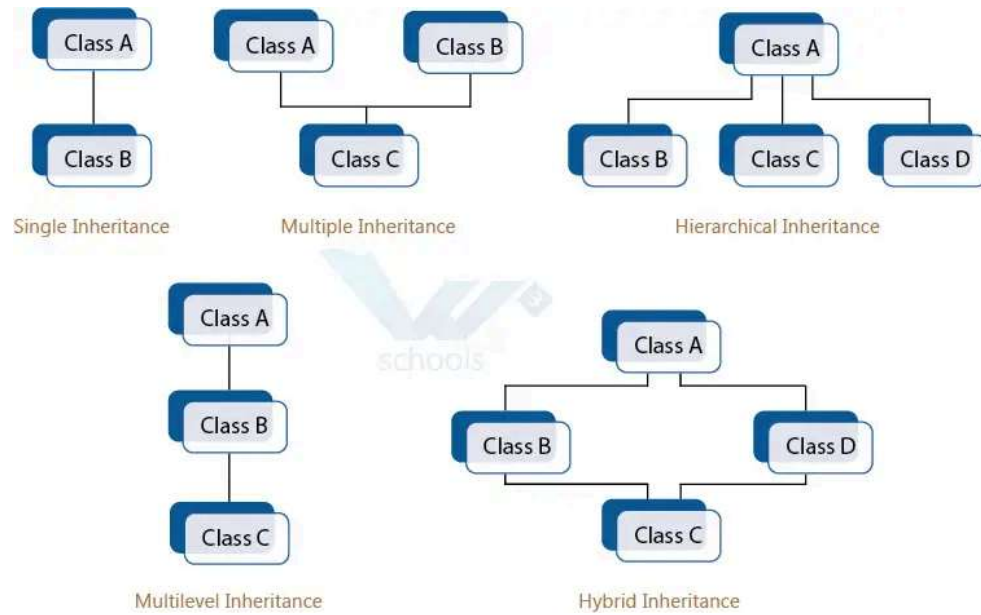 Class A
Class B
Single Inheritance
Class A
Class B
Class C
Multiple Inheritance
Class A
Class B
Class C
Class D
Hierarchical Inheritance
W3
schools
Class A
Class B
Class C
Multilevel Inheritance
Class A
Class B
Class D
Class C
Hybrid Inheritance